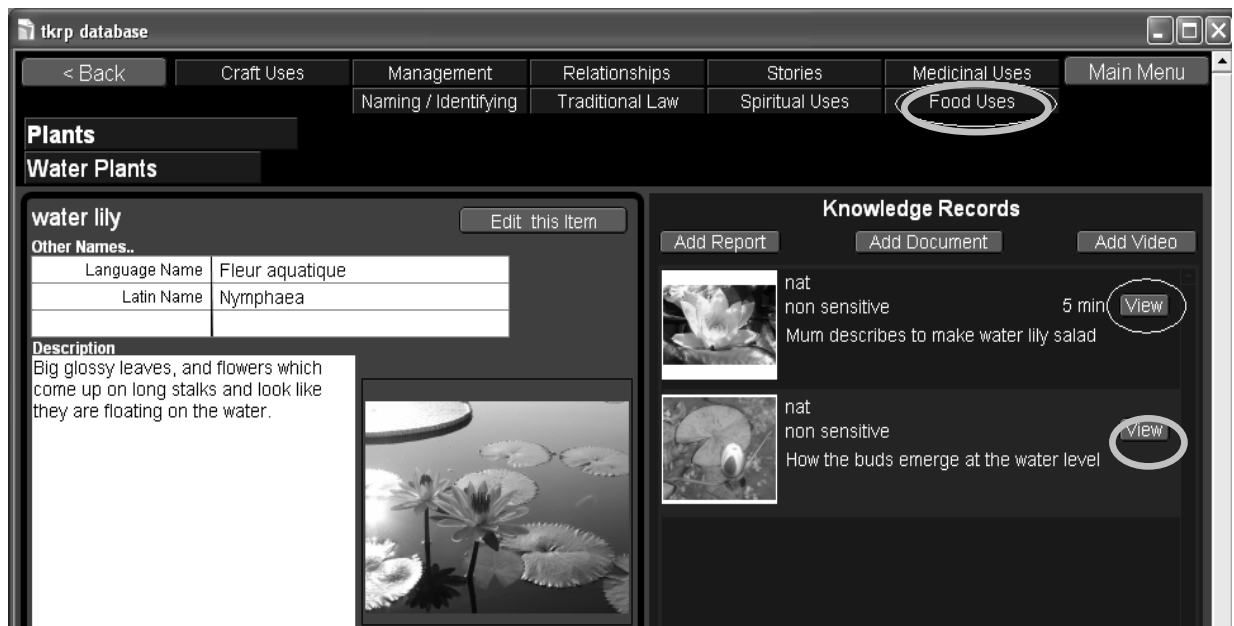 tkrp database
< Back
Craft Uses
Management
Relationships
Stories
Medicinal Uses
Main Menu
Naming / Identifying
Traditional Law
Spiritual Uses
Food Uses
Plants
Water Plants
water lily
Edit this Item
Other Names..
Language Name
Fleur aquatique
Latin Name
Nymphaea
Description
Big glossy leaves, and flowers which
come up on long stalks and look like
they are floating on the water.
Knowledge Records
Add Report
Add Document
Add Video
nat
non sensitive
5 min
View
Mum describes to make water lily salad
nat
non sensitive
View
How the buds emerge at the water level